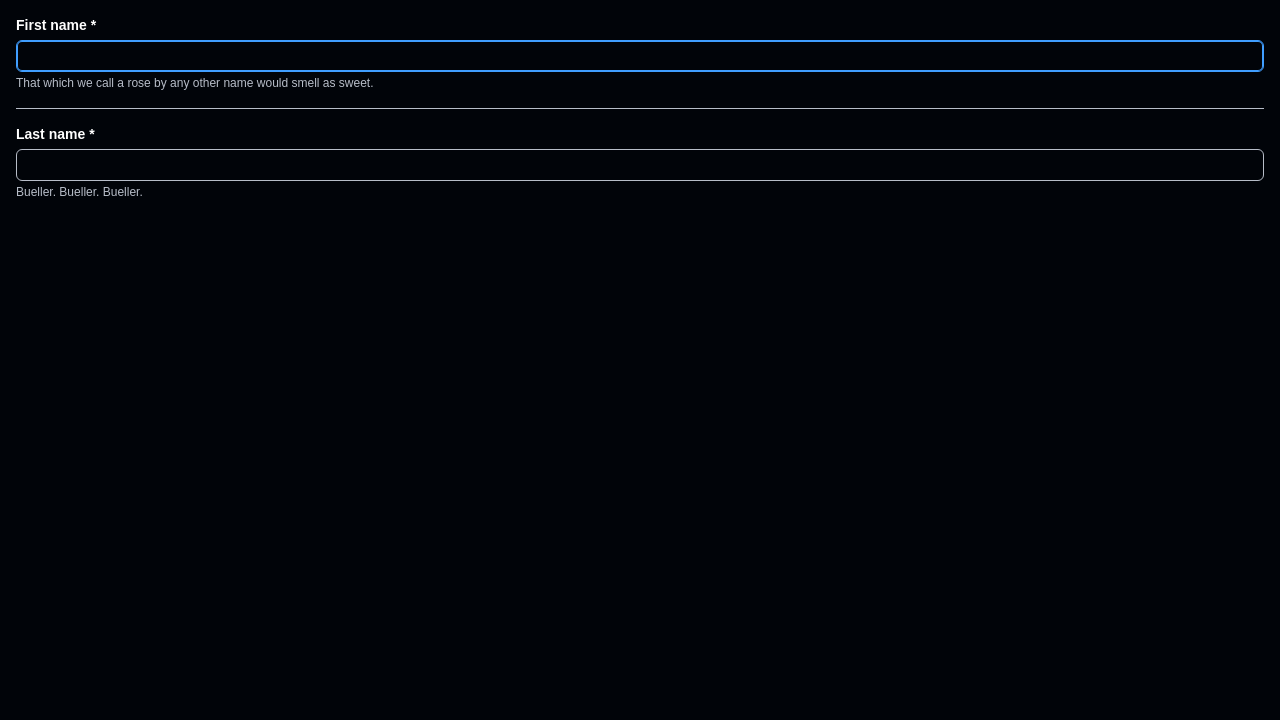 First name *
That which we call a rose by any other name would smell as sweet.
Last name *
Bueller. Bueller. Bueller.